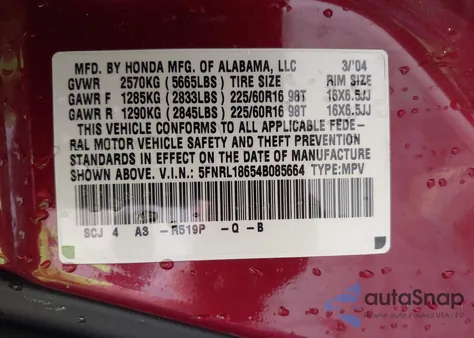 MFD. BY HONDA MFG. OF ALABAMA, LLC 3/'04
GVWR 2570KG (5665LBS) TIRE SIZE RIM SIZE
GAWR F 1285KG (2833LBS) 225/60R16 98T 16X6.5JJ
GAWR R 1290KG (2845LBS) 225/60R16 98T 16X6.5JJ
THIS VEHICLE CONFORMS TO ALL APPLICABLE FEDE-
RAL MOTOR VEHICLE SAFETY AND THEFT PREVENTION
STANDARDS IN EFFECT ON THE DATE OF MANUFACTURE
SHOWN ABOVE. V.I.N.: 5FNRL18654B085664 TYPE:MPV
SCJ 4 A3 -R519P -Q -B
autoSnap